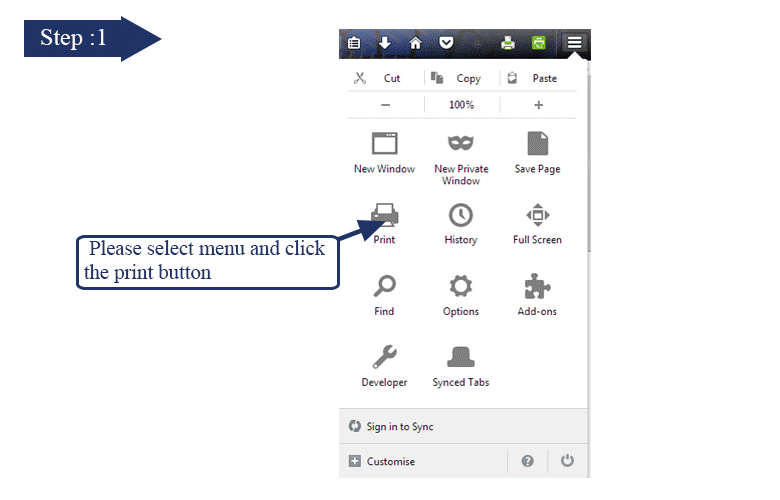 Step :1
Cut Copy Paste
100%
New Window New Private Window Save Page
Print History Full Screen
Please select menu and click
the print button
Find Options Add-ons
Developer Synced Tabs
Sign in to Sync
Customise